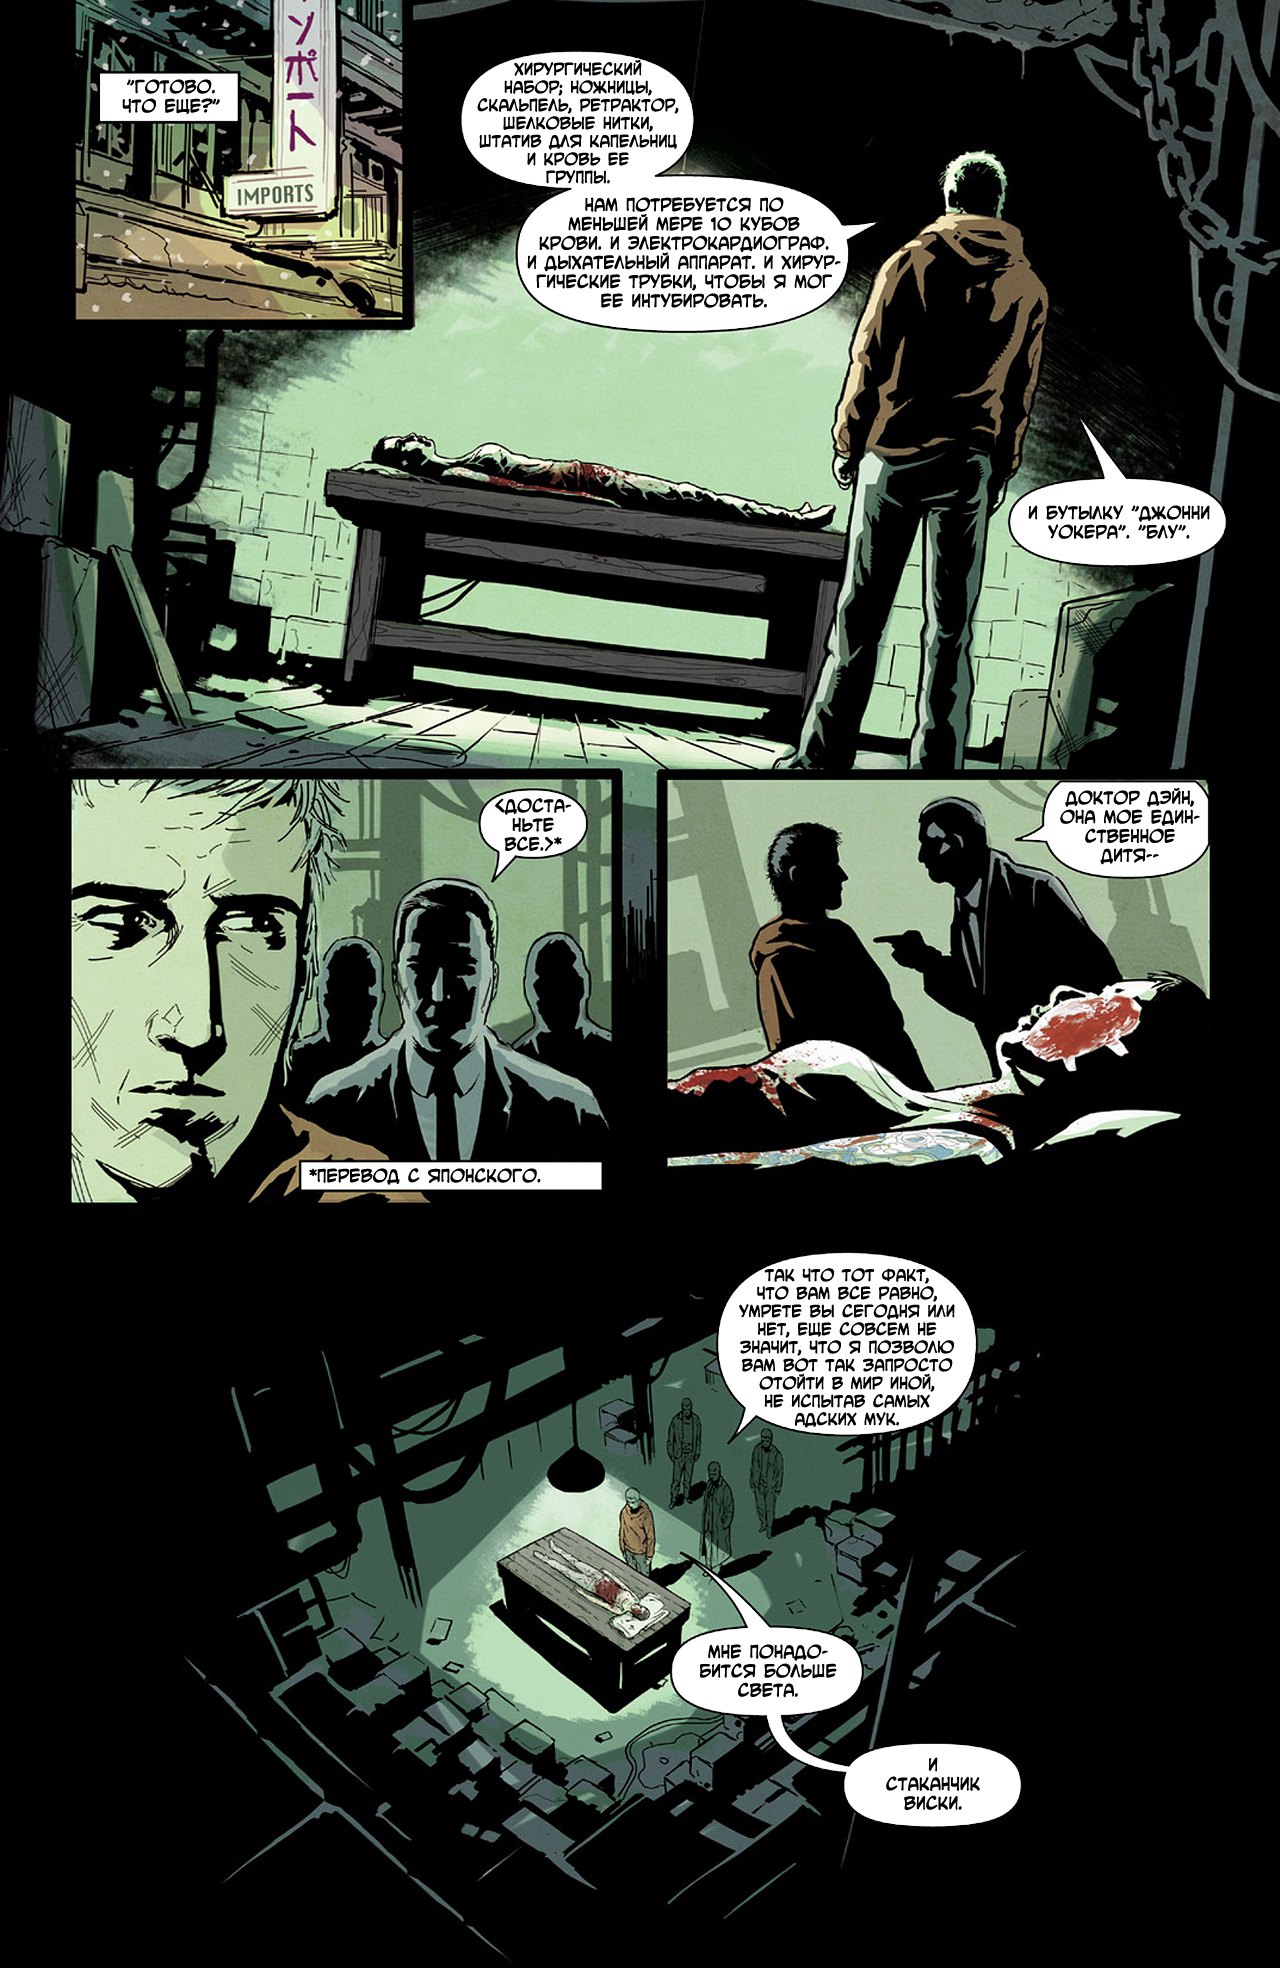 "ГОТОВО.
ЧТО ЕЩЕ?"
ンポート
IMPORTS
ХИРУРГИЧЕСКИЙ
НАБОР; НОЖНИЦЫ,
СКАЛЬПЕЛЬ, РЕТРАКТОР,
ШЕЛКОВЫЕ НИТКИ,
ШТАТИВ ДЛЯ КАПЕЛЬНИЦ
И КРОВЬ ЕЕ
ГРУППЫ.
НАМ ПОТРЕБУЕТСЯ ПО
МЕНЬШЕЙ МЕРЕ 10 КУБОВ
КРОВИ. И ЭЛЕКТРОКАРДИОГРАФ.
И ДЫХАТЕЛЬНЫЙ АППАРАТ. И ХИРУР-
ГИЧЕСКИЕ ТРУБКИ, ЧТОБЫ Я МОГ
ЕЕ ИНТУБИРОВАТЬ.
И БУТЫЛКУ "ДЖОННИ
УОКЕРА". "БЛУ".
<ДОСТА-
НЬТЕ
ВСЕ.>*
*ПЕРЕВОД С ЯПОНСКОГО.
ДОКТОР ДЭЙН,
ОНА МОЕ ЕДИН-
СТВЕННОЕ
ДИТЯ--
ТАК ЧТО ТОТ ФАКТ,
ЧТО ВАМ ВСЕ РАВНО,
УМРЕТЕ ВЫ СЕГОДНЯ ИЛИ
НЕТ, ЕЩЕ СОВСЕМ НЕ
ЗНАЧИТ, ЧТО Я ПОЗВОЛЮ
ВАМ ВОТ ТАК ЗАПРОСТО
ОТОЙТИ В МИР ИНОЙ,
НЕ ИСПЫТАВ САМЫХ
АДСКИХ МУК.
МНЕ ПОНАДО-
БИТСЯ БОЛЬШЕ
СВЕТА.
И
СТАКАНЧИК
ВИСКИ.